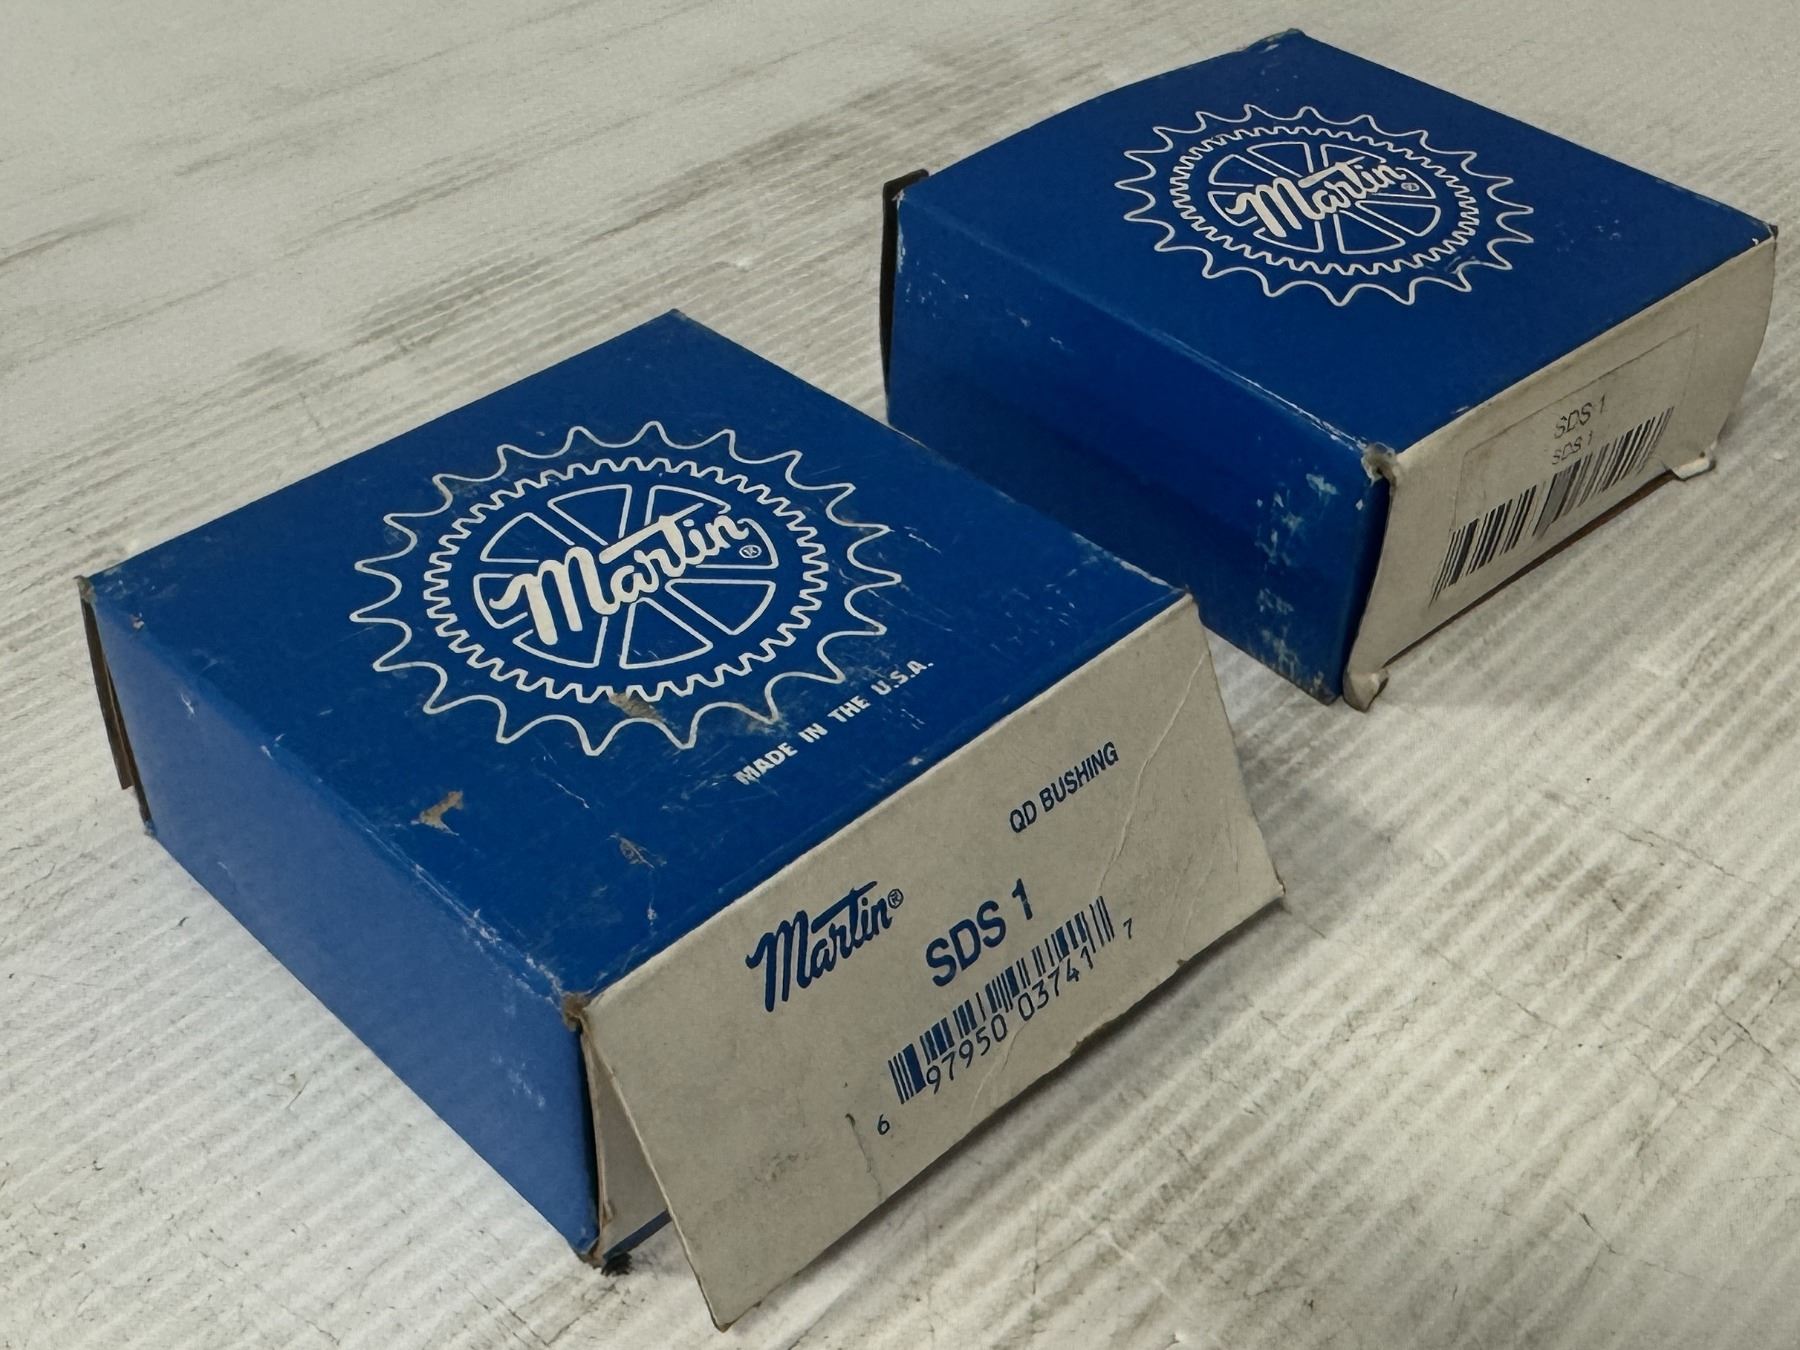 Martin®
SDS 1
SDS 1
Martin®
MADE IN THE U.S.A.
QD BUSHING
Martin®
SDS 1
6 97950 03741 7